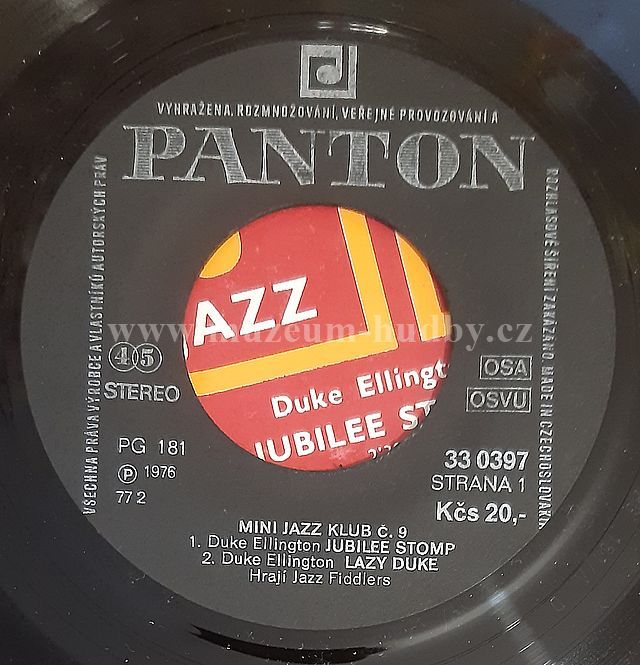 VYHRAŽENA. ROZMNOŽOVÁNÍ, VEŘEJNÉ PROVOZOVÁNÍ A
PANTON
VŠECHNA PRÁVA VÝROBCE A VLASTNÍKŮ AUTORSKÝCH PRÁV
ROZHLASOVÉ ŠÍŘENÍ ZAKÁZÁNO. MADE IN CZECHOSLOVAKIA
JAZZ
www.muzeum-hudby.cz
45
STEREO
OSA
OSVU
Duke Ellingt
JUBILEE ST
PG 181
Ⓟ 1976
77 2
33 0397
STRANA 1
Kčs 20,-
MINI JAZZ KLUB Č. 9
1. Duke Ellington JUBILEE STOMP
2. Duke Ellington LAZY DUKE
Hrají Jazz Fiddlers